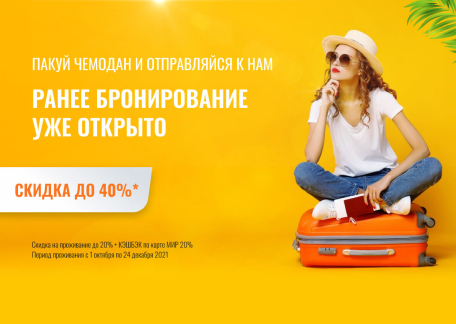 ПАКУЙ ЧЕМОДАН И ОТПРАВЛЯЙСЯ К НАМ
РАНЕЕ БРОНИРОВАНИЕ
УЖЕ ОТКРЫТО
СКИДКА ДО 40%*
Скидка на проживание до 20% + КЭШБЭК по карте МИР 20%
Период проживания с 1 октября по 24 декабря 2021